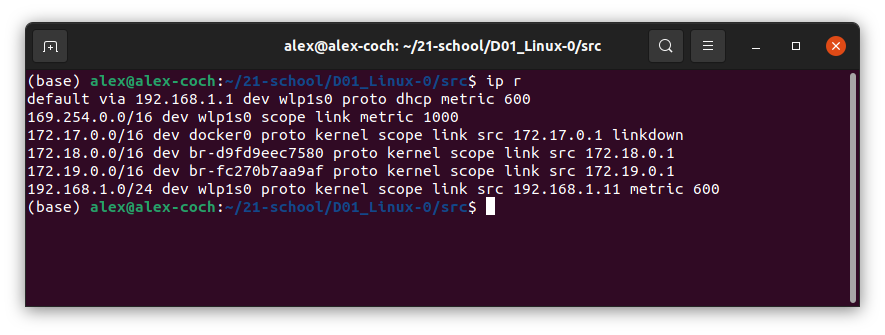 alex@alex-coch: ~/21-school/D01_Linux-0/src
(base) alex@alex-coch:~/21-school/D01_Linux-0/src$ ip r
default via 192.168.1.1 dev wlp1s0 proto dhcp metric 600
169.254.0.0/16 dev wlp1s0 scope link metric 1000
172.17.0.0/16 dev docker0 proto kernel scope link src 172.17.0.1 linkdown
172.18.0.0/16 dev br-d9fd9eec7580 proto kernel scope link src 172.18.0.1
172.19.0.0/16 dev br-fc270b7aa9af proto kernel scope link src 172.19.0.1
192.168.1.0/24 dev wlp1s0 proto kernel scope link src 192.168.1.11 metric 600
(base) alex@alex-coch:~/21-school/D01_Linux-0/src$